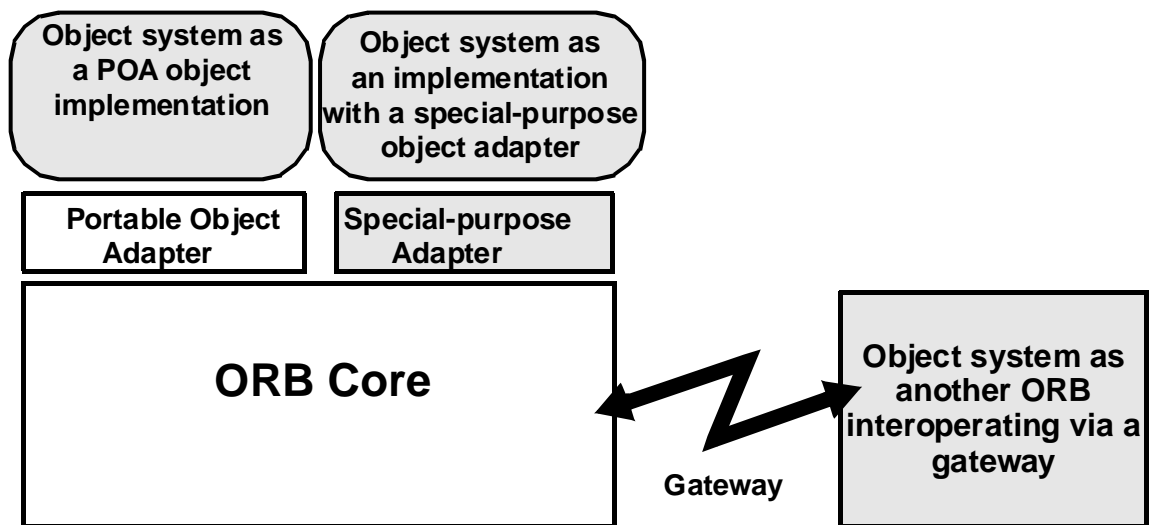 Object system as
a POA object
implementation
Object system as
an implementation
with a special-purpose
object adapter
Portable Object
Adapter
Special-purpose
Adapter
ORB Core
Gateway
Object system as
another ORB
interoperating via a
gateway